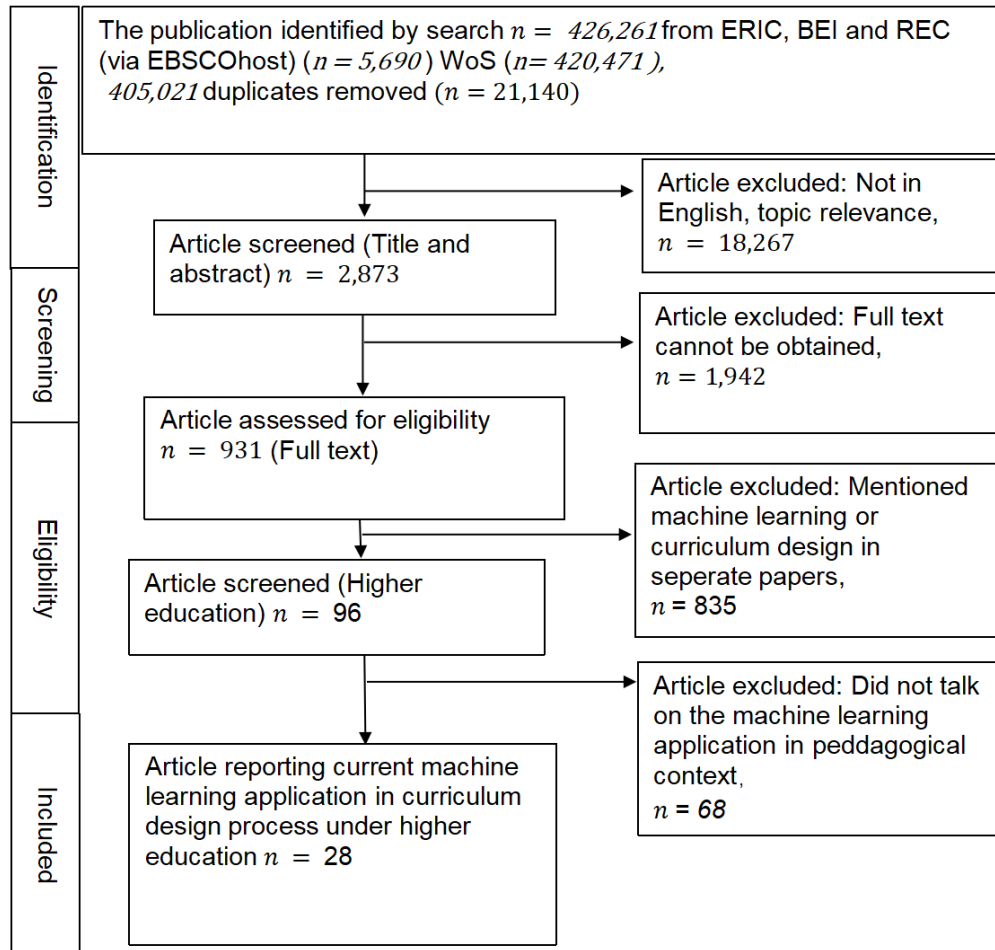 Identification
The publication identified by search n = 426,261 from ERIC, BEI and REC
(via EBSCOhost) (n = 5,690 ) WoS (n= 420,471 ),
405,021 duplicates removed (n = 21,140)
Article excluded: Not in
English, topic relevance,
n = 18,267
Article screened (Title and
abstract) n = 2,873
Screening
Article excluded: Full text
cannot be obtained,
n = 1,942
Article assessed for eligibility
n = 931 (Full text)
Eligibility
Article excluded: Mentioned
machine learning or
curriculum design in
seperate papers,
n = 835
Article screened (Higher
education) n = 96
Article excluded: Did not talk
on the machine learning
application in peddagogical
context,
n = 68
Included
Article reporting current machine
learning application in curriculum
design process under higher
education n = 28